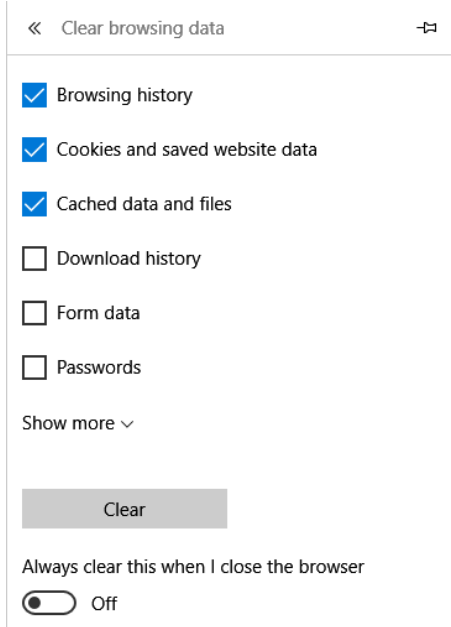 Clear browsing data
Browsing history
Cookies and saved website data
Cached data and files
Download history
Form data
Passwords
Show more
Clear
Always clear this when I close the browser
Off